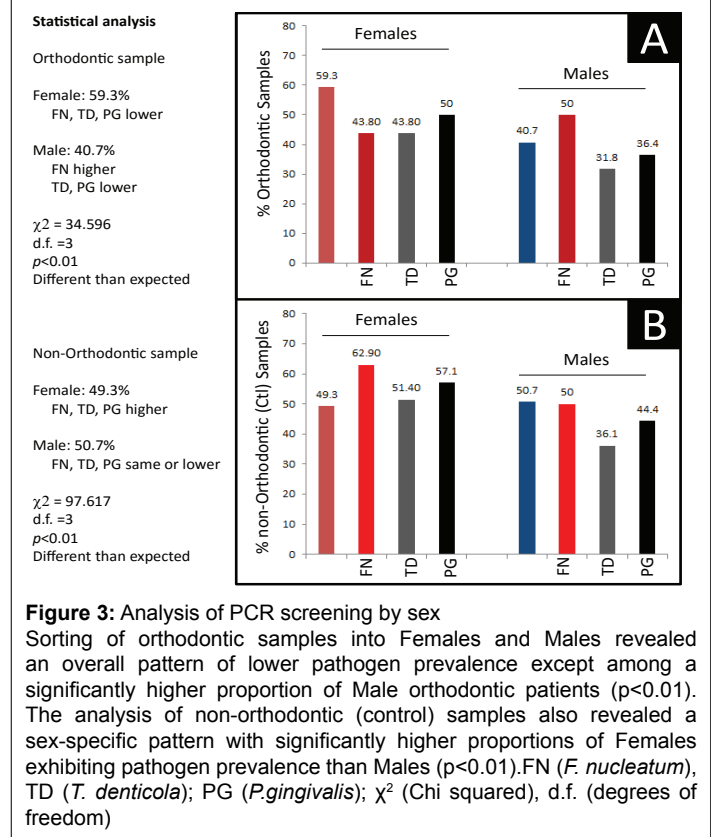 Statistical analysis
Orthodontic sample
Female: 59.3%
FN, TD, PG lower
Male: 40.7%
FN higher
TD, PG lower
χ2 = 34.596
d.f. =3
p<0.01
Different than expected
Non-Orthodontic sample
Female: 49.3%
FN, TD, PG higher
Male: 50.7%
FN, TD, PG same or lower
χ2 = 97.617
d.f. =3
p<0.01
Different than expected
A
Females
Males
% Orthodontic Samples
80
70
60
50
40
30
20
10
0
59.3
43.80
43.80
50
40.7
50
31.8
36.4
FN
TD
PG
FN
TD
PG
B
Females
Males
% non-Orthodontic (Ctl) Samples
80
70
60
50
40
30
20
10
0
49.3
62.90
51.40
57.1
50.7
50
36.1
44.4
FN
TD
PG
FN
TD
PG
Figure 3: Analysis of PCR screening by sex
Sorting of orthodontic samples into Females and Males revealed
an overall pattern of lower pathogen prevalence except among a
significantly higher proportion of Male orthodontic patients (p<0.01).
The analysis of non-orthodontic (control) samples also revealed a
sex-specific pattern with significantly higher proportions of Females
exhibiting pathogen prevalence than Males (p<0.01).FN (F. nucleatum),
TD (T. denticola); PG (P.gingivalis); χ² (Chi squared), d.f. (degrees of
freedom)